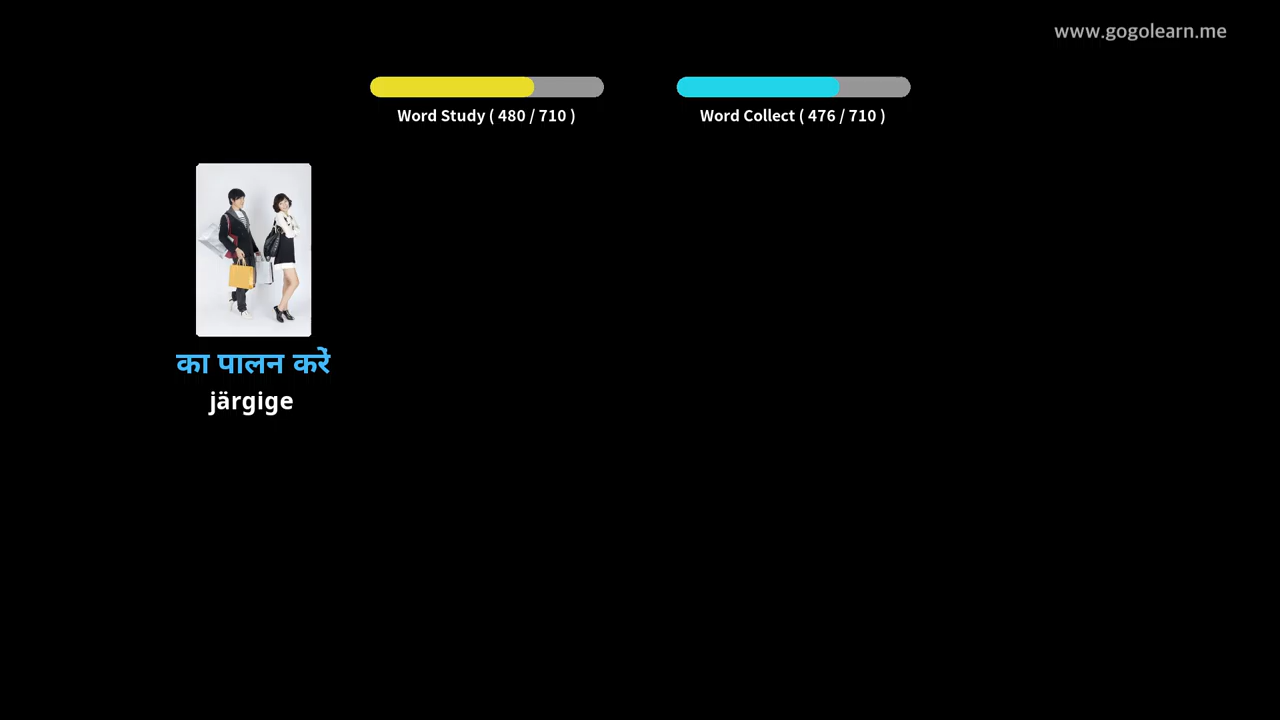 www.gogolearn.me
Word Study ( 480 / 710 )
Word Collect ( 476 / 710 )
का पालन करें
järgige